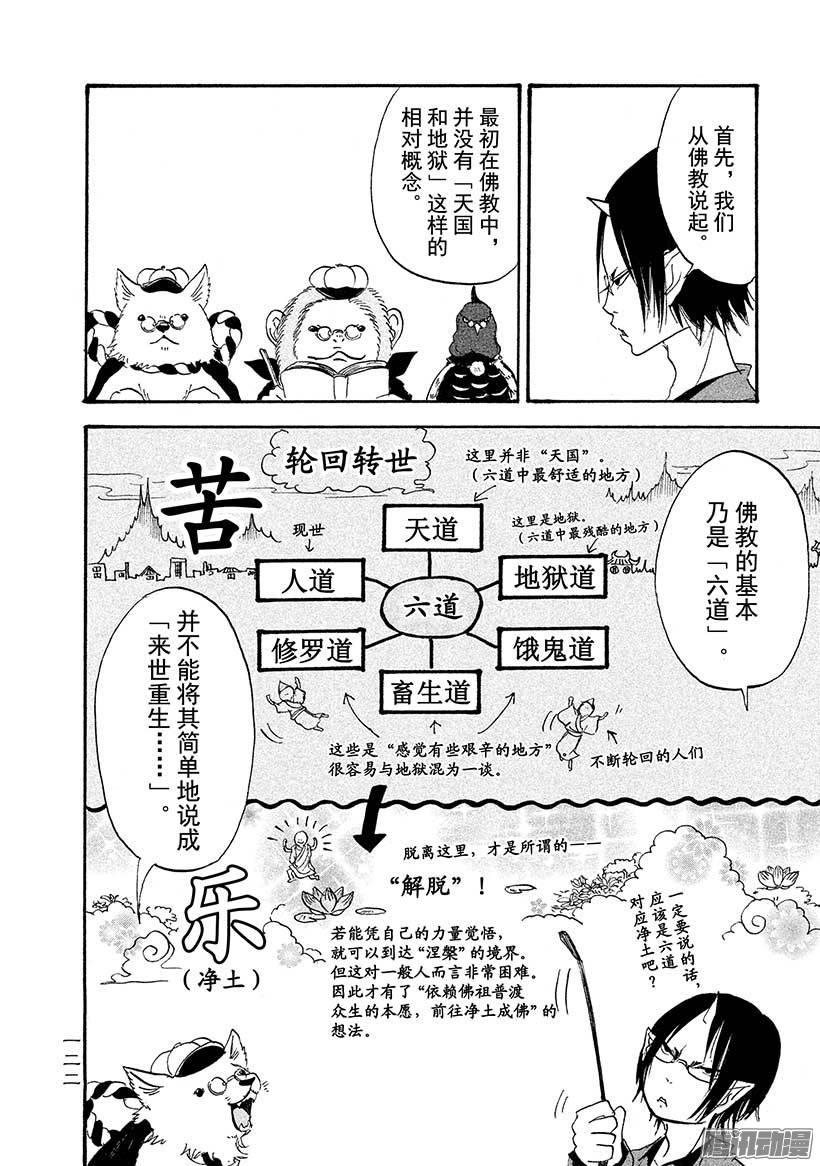 首先，我们
从佛教说起。
最初在佛教中，
并没有「天国
和地狱」这样的
相对概念。
佛教的基本
乃是「六道」。
轮回转世
苦
这里并非“天国”。
（六道中最舒适的地方）
天道
现世
这里是地狱。
（六道中最残酷的地方）
人道
地狱道
六道
修罗道
饿鬼道
畜生道
这些是“感觉有些艰辛的地方”
很容易与地狱混为一谈。
不断轮回的人们
并不能将其简单地说成
「来世重生……」。
脱离这里，才是所谓的——
“解脱”！
乐
（净土）
若能凭自己的力量觉悟，
就可以到达“涅槃”的境界。
但这对一般人而言非常困难。
因此才有了“依赖佛祖普渡
众生的本愿，前往净土成佛”的
想法。
一定要说的话，
应该是六道
对应净土吧？
一二二
腾讯动漫